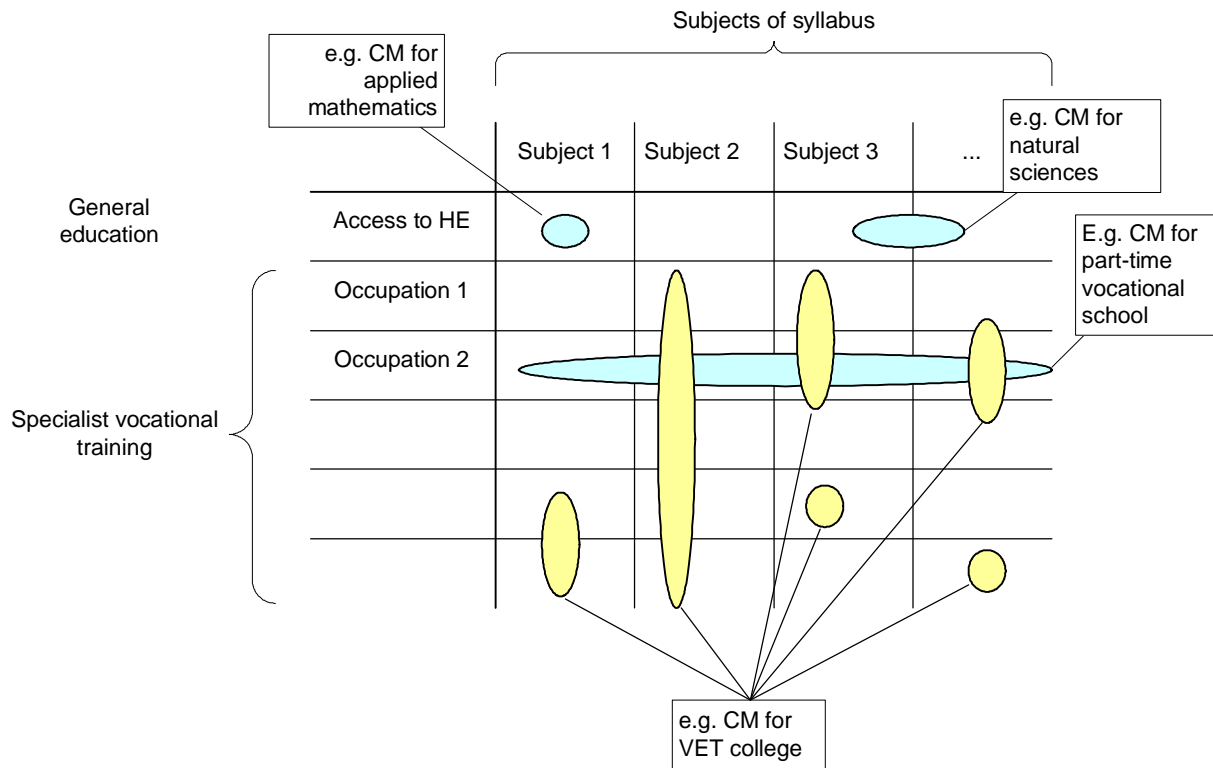 Subjects of syllabus
e.g. CM for
applied
mathematics
e.g. CM for
natural
sciences
Subject 1
Subject 2
Subject 3
...
General
education
Access to HE
E.g. CM for
part-time
vocational
school
Occupation 1
Occupation 2
Specialist vocational
training
e.g. CM for
VET college